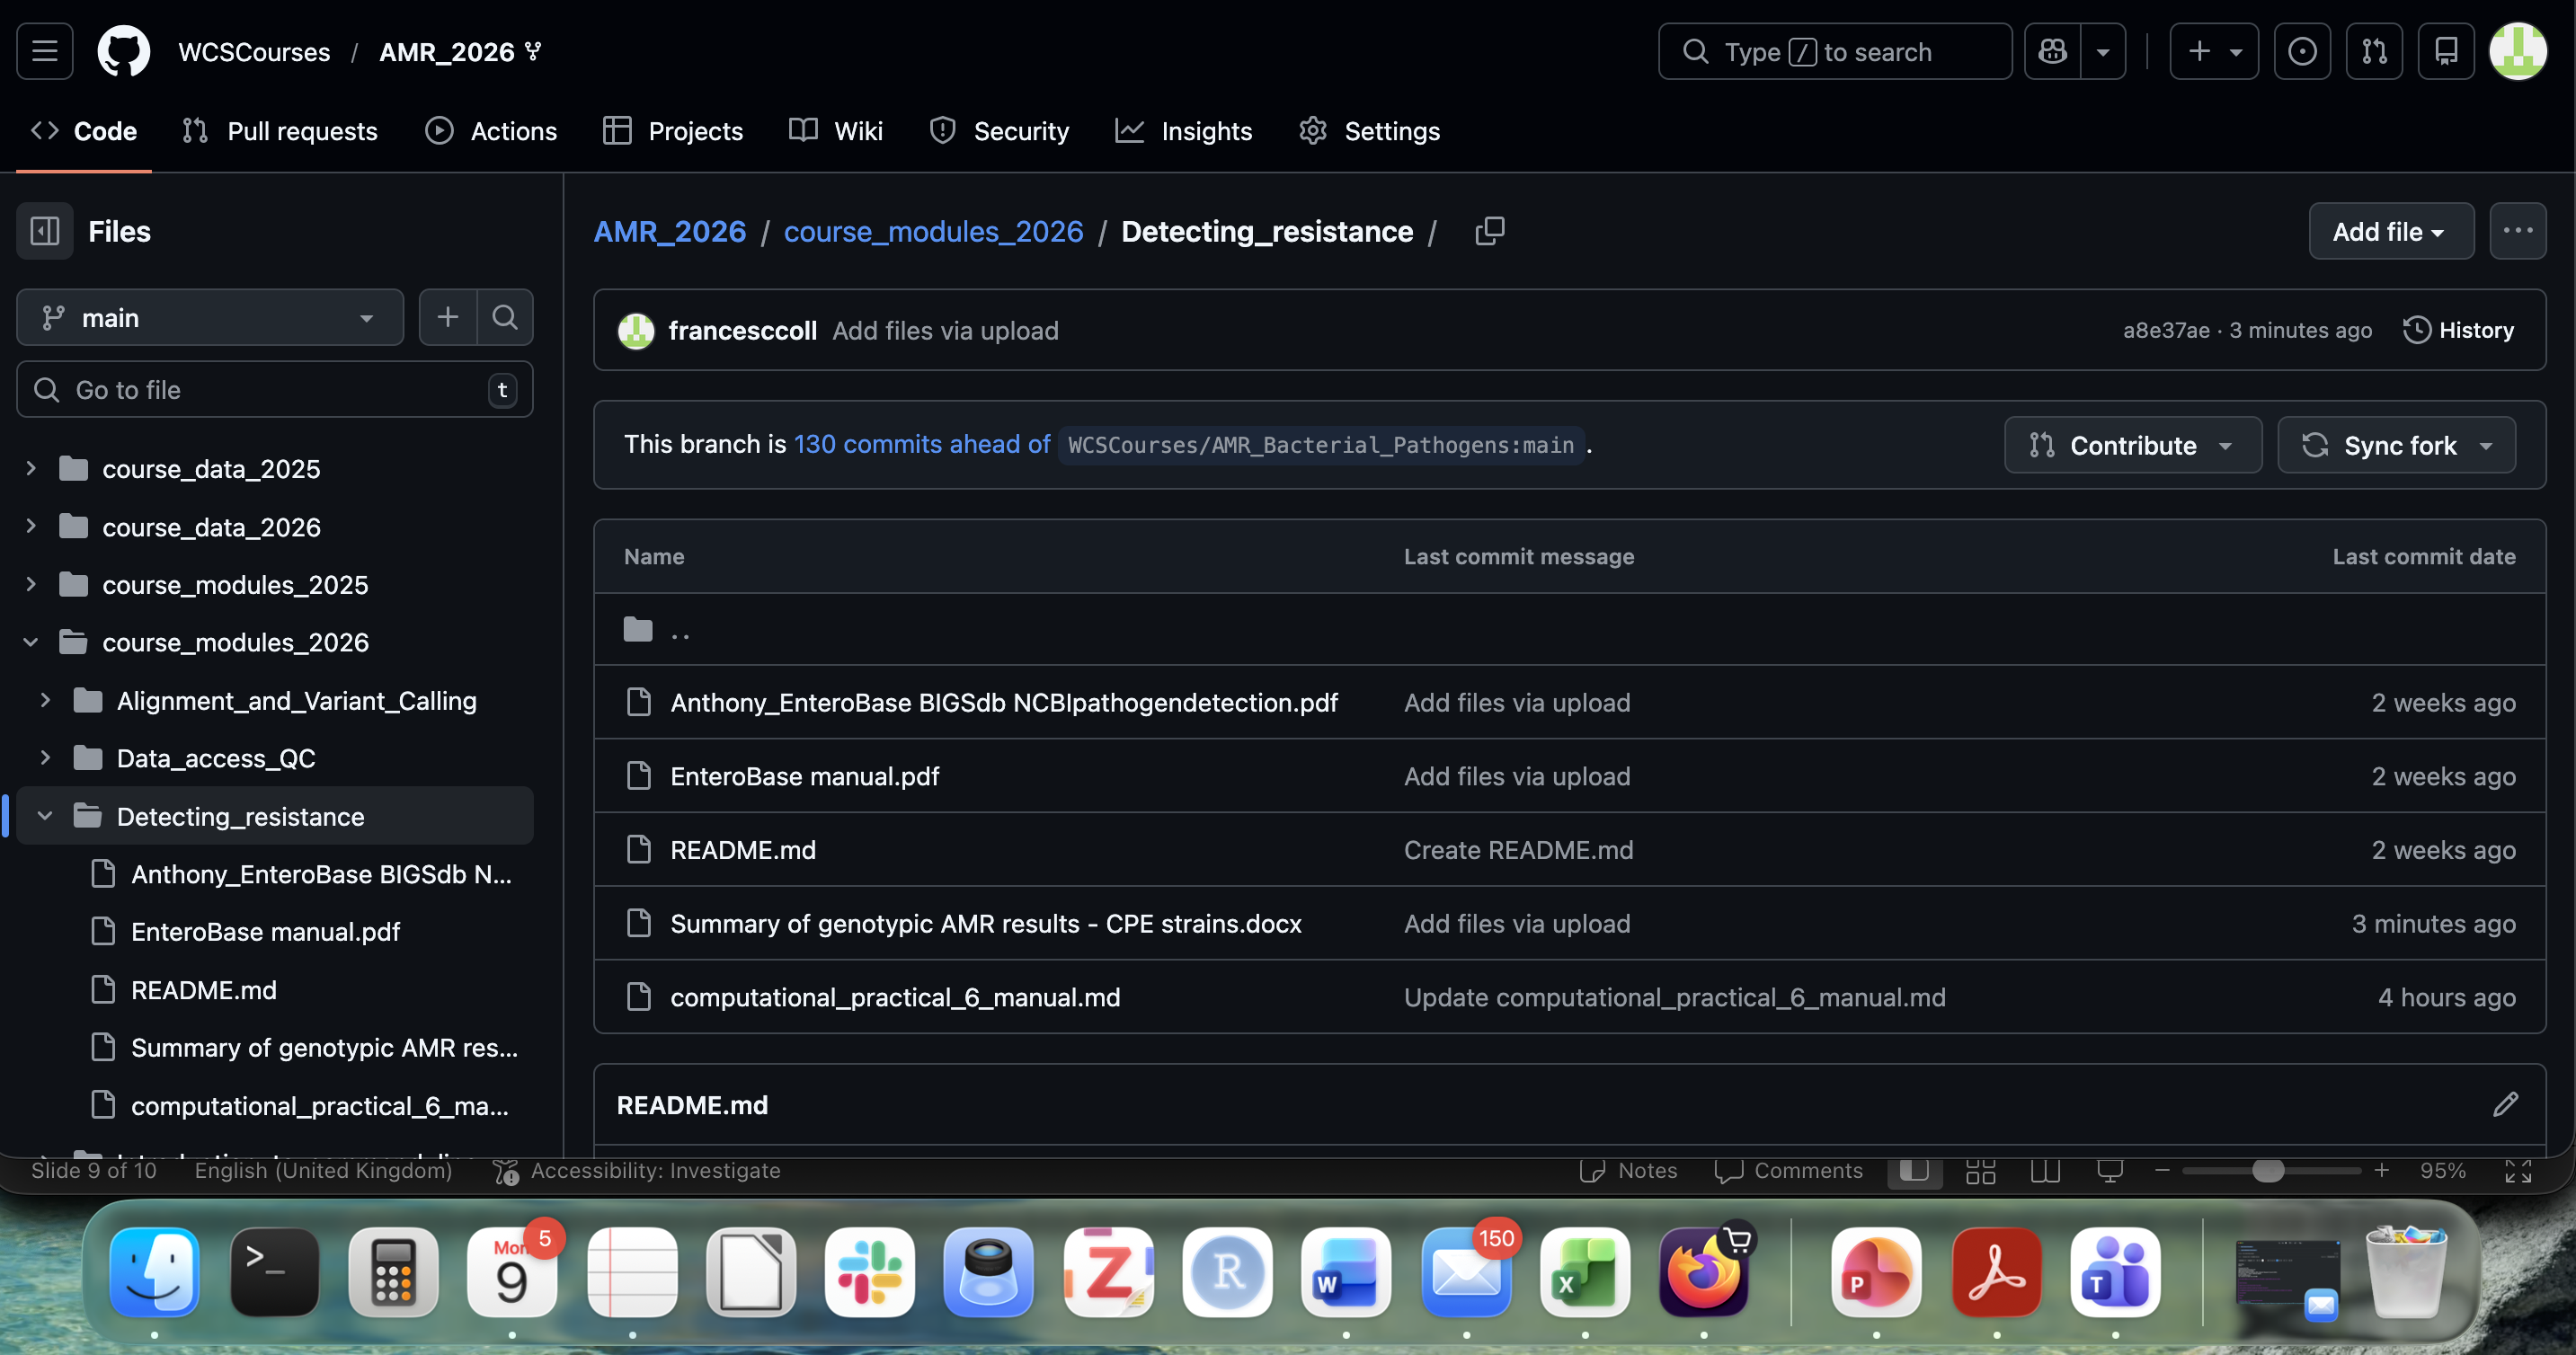 WCSCourses / AMR_2026
Type / to search
Code
Pull requests
Actions
Projects
Wiki
Security
Insights
Settings
Files
main
Go to file
t
course_data_2025
course_data_2026
course_modules_2025
course_modules_2026
Alignment_and_Variant_Calling
Data_access_QC
Detecting_resistance
Anthony_EnteroBase BIGSdb N...
EnteroBase manual.pdf
README.md
Summary of genotypic AMR res...
computational_practical_6_ma...
AMR_2026 / course_modules_2026 / Detecting_resistance /
Add file
francesccoll Add files via upload
a8e37ae · 3 minutes ago
History
This branch is 130 commits ahead of WCSCourses/AMR_Bacterial_Pathogens:main .
Contribute
Sync fork
Name Last commit message Last commit date
..
Anthony_EnteroBase BIGSdb NCBIpathogendetection.pdf Add files via upload 2 weeks ago
EnteroBase manual.pdf Add files via upload 2 weeks ago
README.md Create README.md 2 weeks ago
Summary of genotypic AMR results - CPE strains.docx Add files via upload 3 minutes ago
computational_practical_6_manual.md Update computational_practical_6_manual.md 4 hours ago
README.md
Slide 9 of 10 English (United Kingdom) Accessibility: Investigate
Notes Comments 95%
Mon 5
9
Z
R
W
150
X
P
T